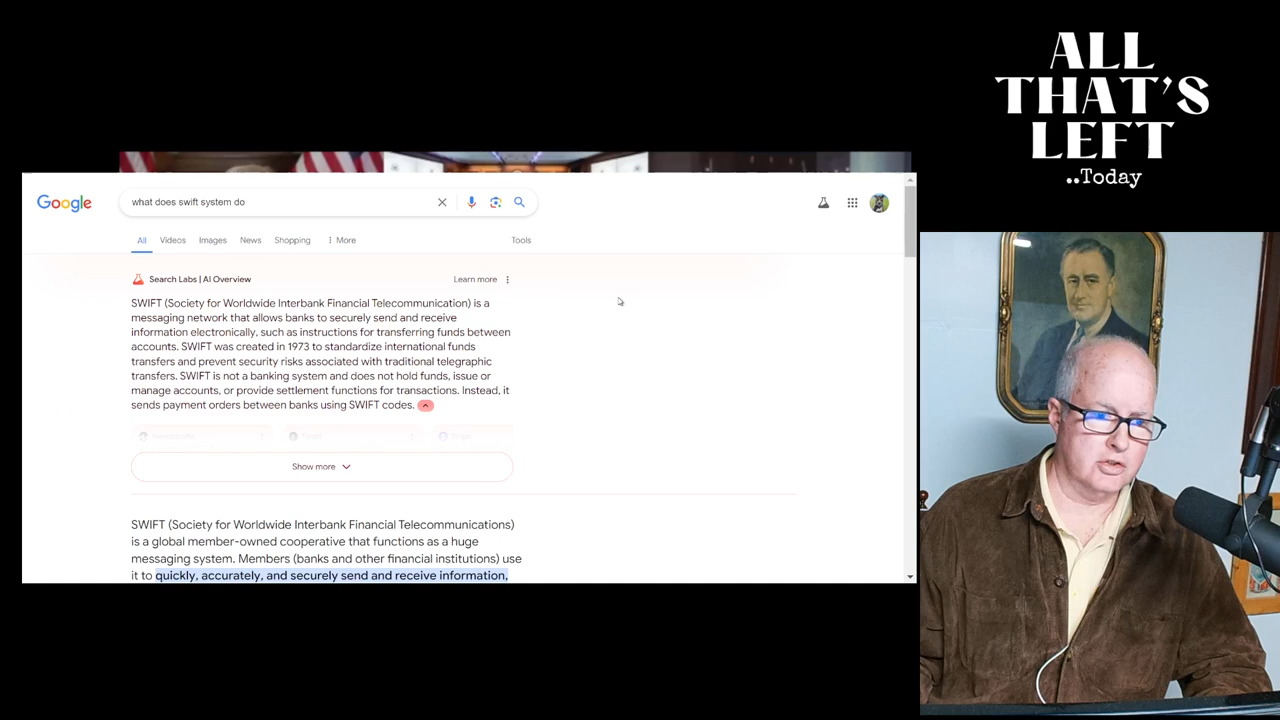 ALL
THAT'S
LEFT
..Today
Google
what does swift system do
All Videos Images News Shopping More Tools
Search Labs | AI Overview Learn more
SWIFT (Society for Worldwide Interbank Financial Telecommunication) is a
messaging network that allows banks to securely send and receive
information electronically, such as instructions for transferring funds between
accounts. SWIFT was created in 1973 to standardize international funds
transfers and prevent security risks associated with traditional telegraphic
transfers. SWIFT is not a banking system and does not hold funds, issue or
manage accounts, or provide settlement functions for transactions. Instead, it
sends payment orders between banks using SWIFT codes.
Show more
SWIFT (Society for Worldwide Interbank Financial Telecommunications)
is a global member-owned cooperative that functions as a huge
messaging system. Members (banks and other financial institutions) use
it to quickly, accurately, and securely send and receive information,